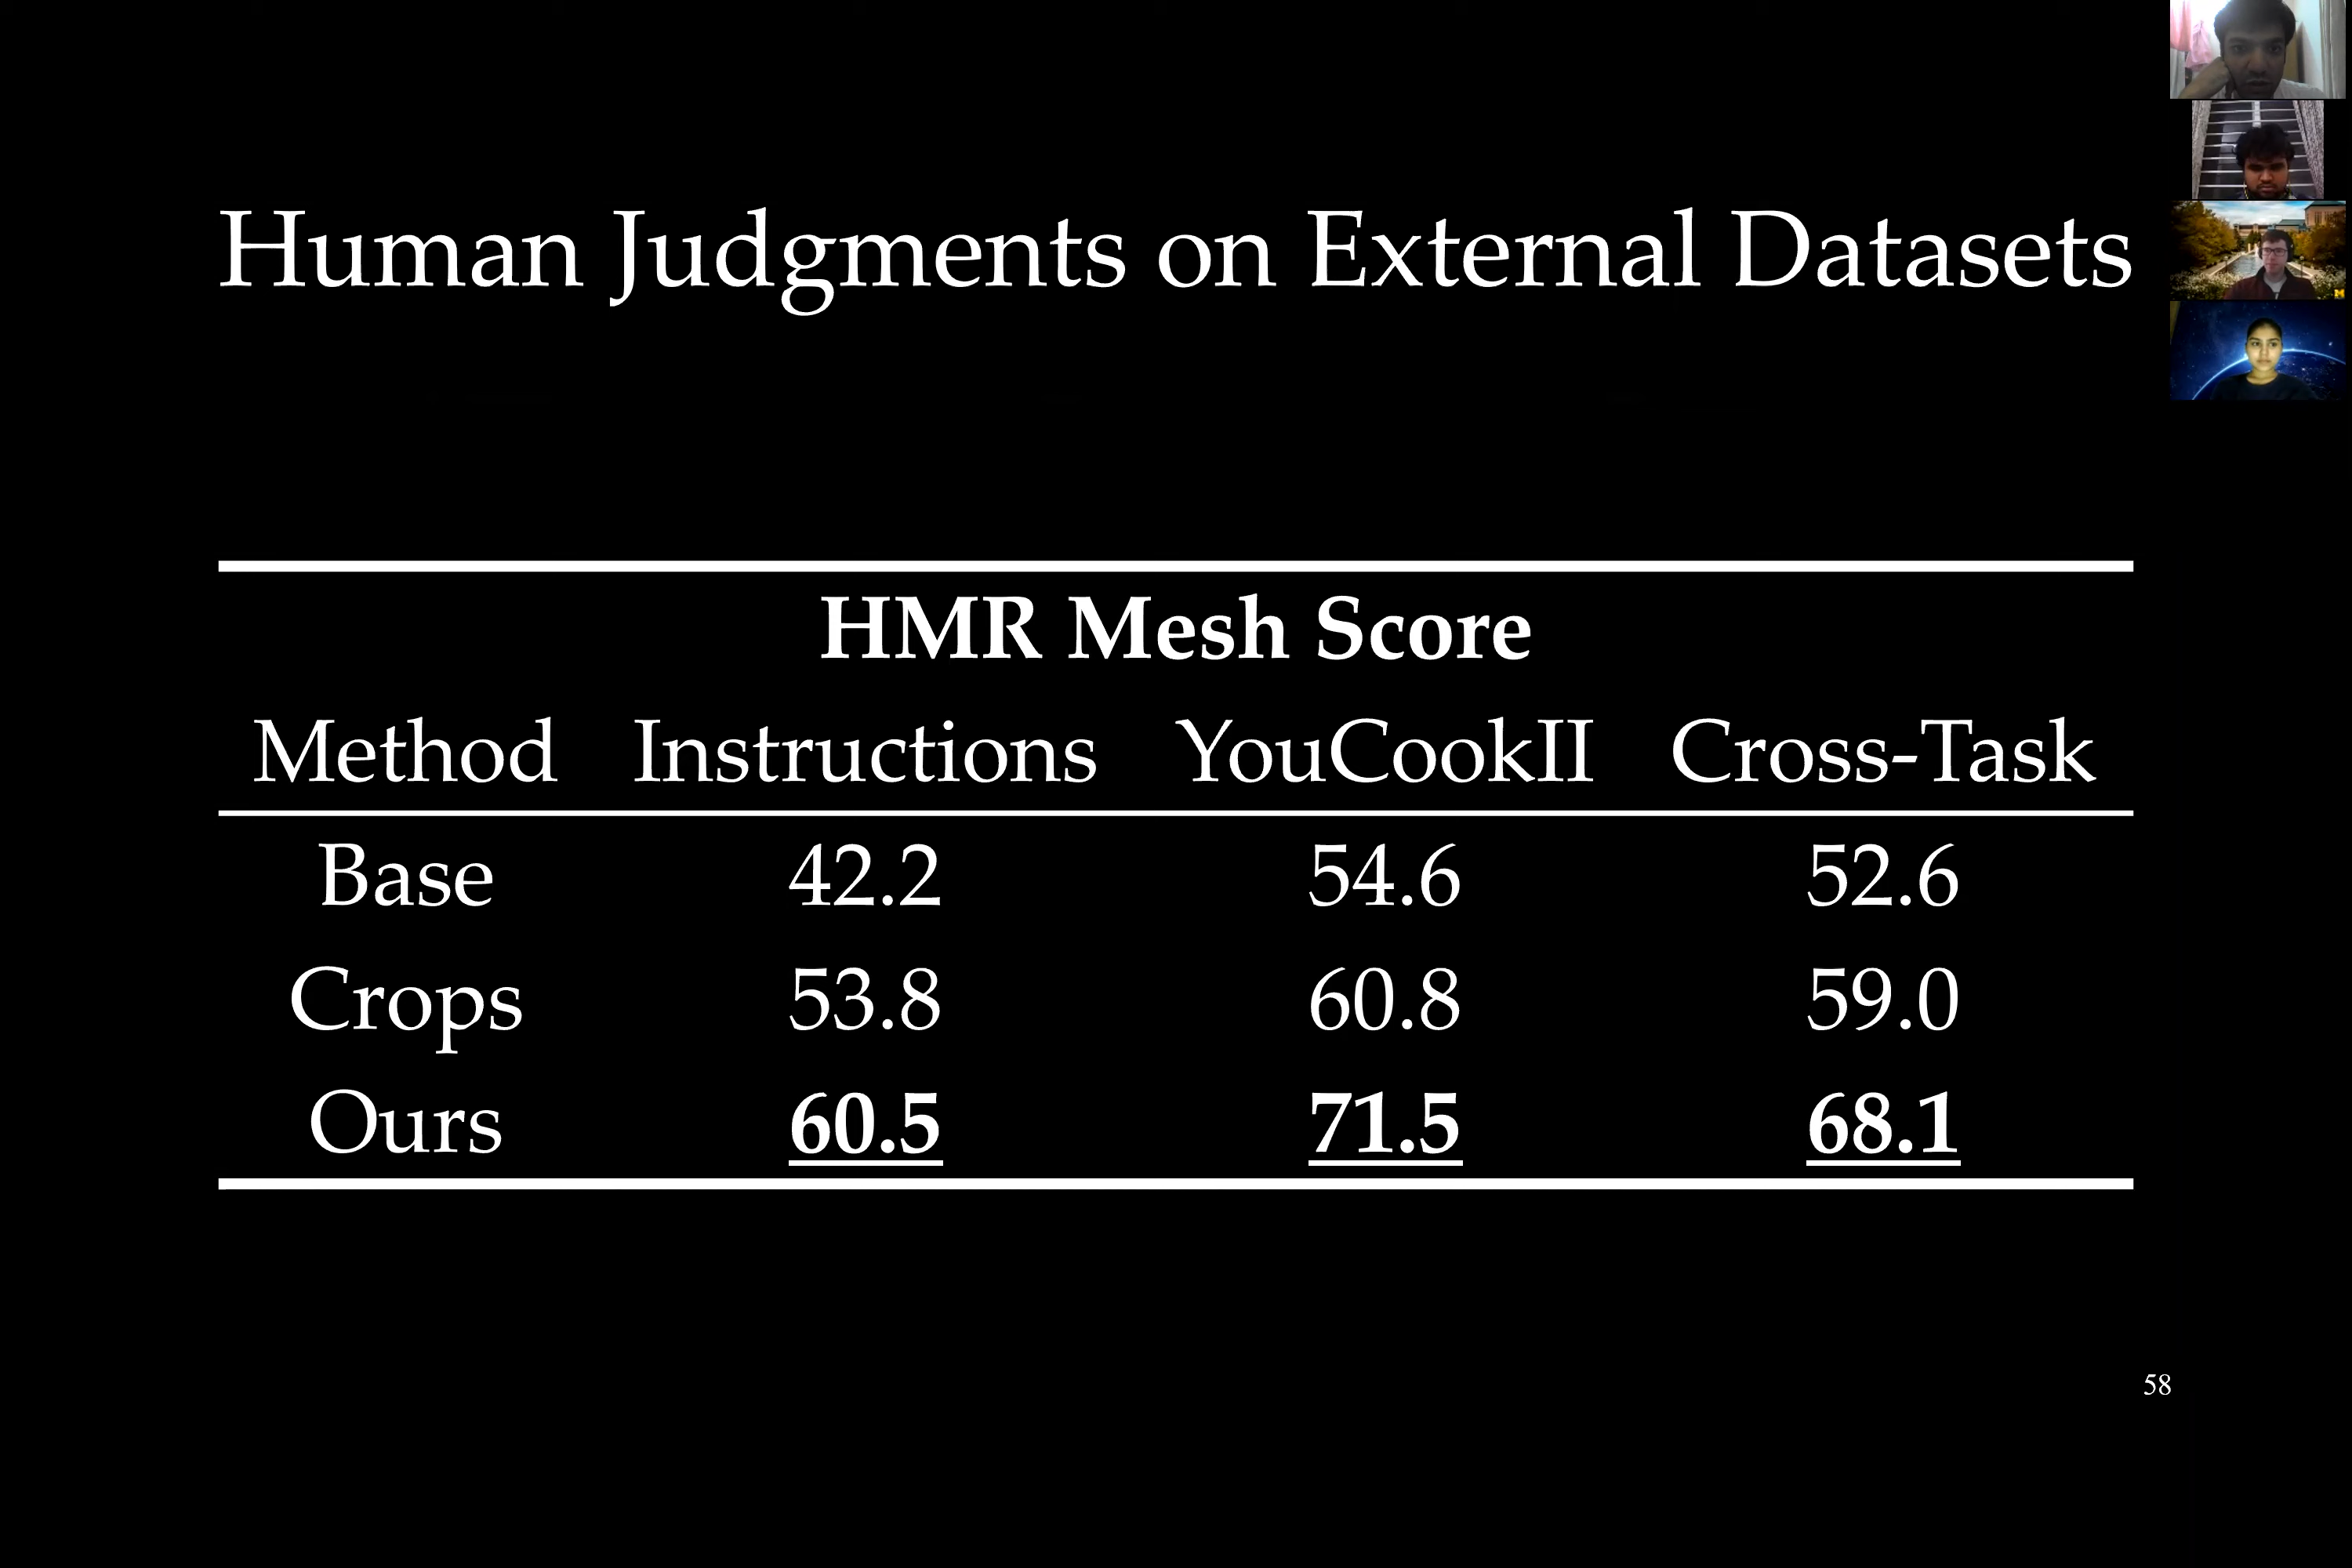 Human Judgments on External Datasets
HMR Mesh Score
Method Instructions YouCookII Cross-Task
Base 42.2 54.6 52.6
Crops 53.8 60.8 59.0
Ours 60.5 71.5 68.1
58